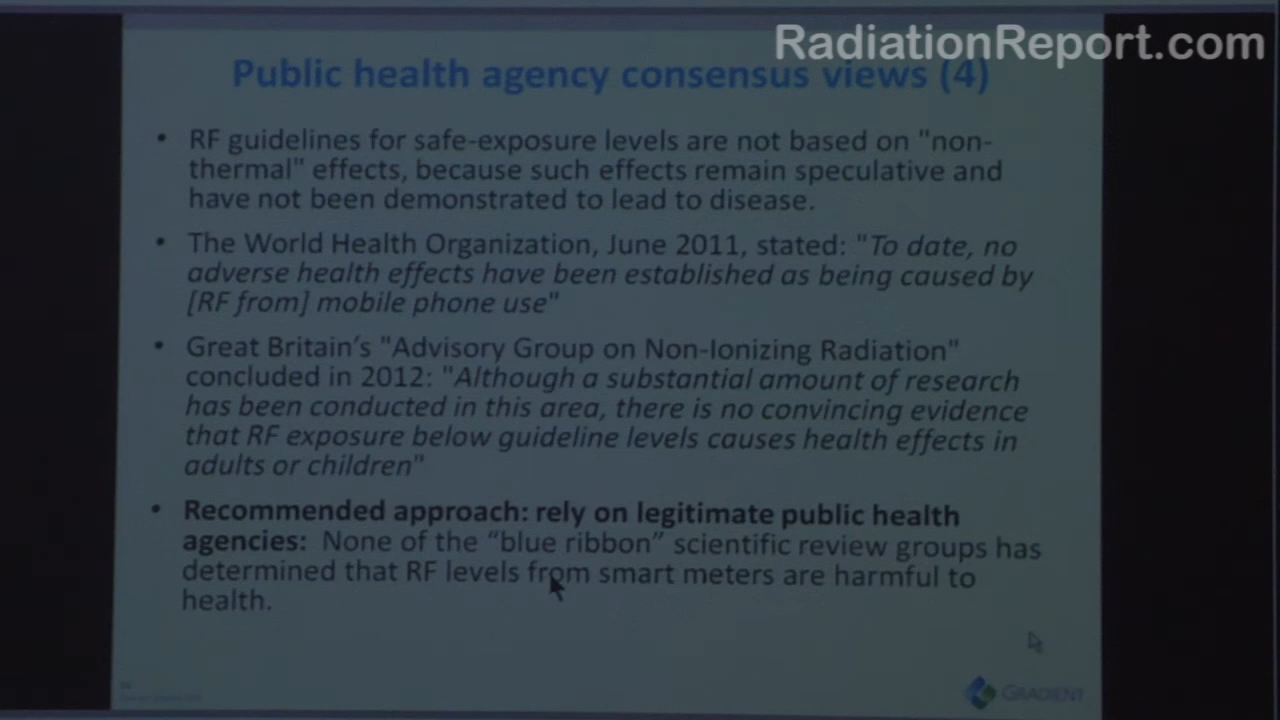 RadiationReport.com
Public health agency consensus views (4)
• RF guidelines for safe-exposure levels are not based on "non-
thermal" effects, because such effects remain speculative and
have not been demonstrated to lead to disease.
• The World Health Organization, June 2011, stated: "To date, no
adverse health effects have been established as being caused by
[RF from] mobile phone use"
• Great Britain's "Advisory Group on Non-Ionizing Radiation"
concluded in 2012: "Although a substantial amount of research
has been conducted in this area, there is no convincing evidence
that RF exposure below guideline levels causes health effects in
adults or children"
• Recommended approach: rely on legitimate public health
agencies: None of the “blue ribbon” scientific review groups has
determined that RF levels from smart meters are harmful to
health.
GRADIENT